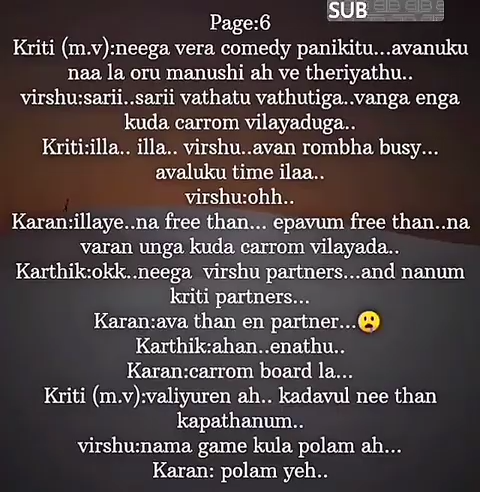 SUB
Page:6
Kriti (m.v):neega vera comedy panikitu...avanuku
naa la oru manushi ah ve theriyathu..
virshu:sarii..sarii vathatu vathutiga..vanga enga
kuda carrom vilayaduga..
Kriti:illa.. illa.. virshu..avan rombha busy...
avaluku time ilaa..
virshu:ohh..
Karan:illaye..na free than... epavum free than..na
varan unga kuda carrom vilayada..
Karthik:okk..neega virshu partners...and nanum
kriti partners...
Karan:ava than en partner...😮
Karthik:ahan..enathu..
Karan:carrom board la...
Kriti (m.v):valiyuren ah.. kadavul nee than
kapathanum..
virshu:nama game kula polam ah...
Karan: polam yeh..